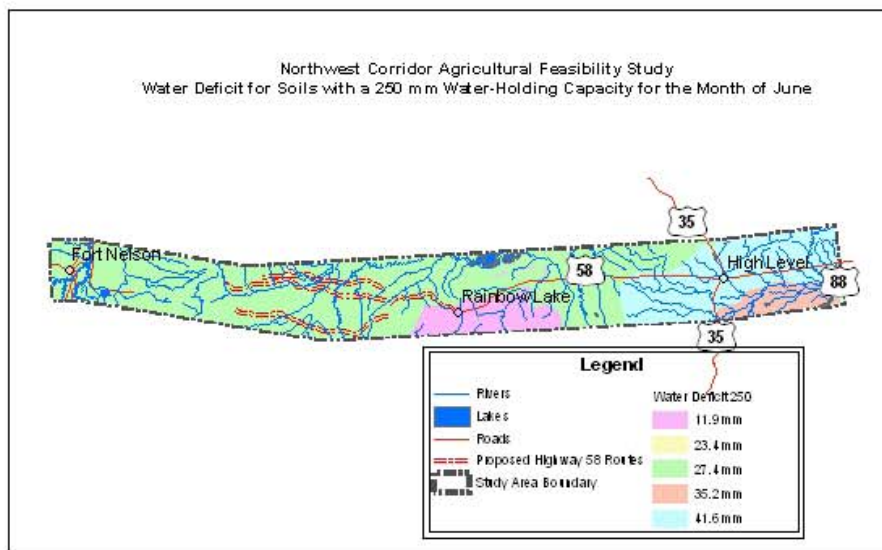 Northwest Corridor Agricultural Feasibility Study
Water Deficit for Soils with a 250 mm Water-Holding Capacity for the Month of June
35
Fort Nelson
58
High Level
88
Rainbow Lake
35
Legend
Rivers
Lakes
Roads
Proposed Highway 58 Routes
Study Area Boundary
Water Deficit 250
11.9 mm
23.4 mm
27.4 mm
35.2 mm
41.6 mm